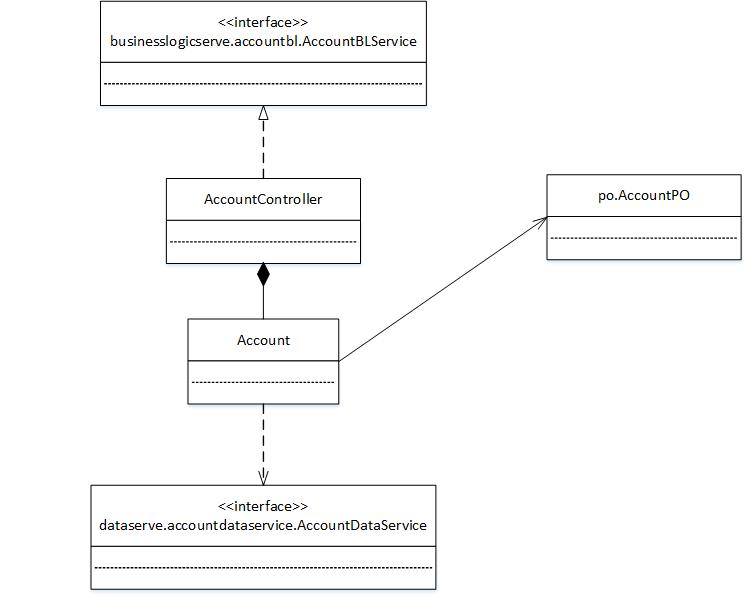 <<interface>>
businesslogicserve.accountbl.AccountBLService
AccountController
po.AccountPO
Account
<<interface>>
dataserve.accountdataservice.AccountDataService